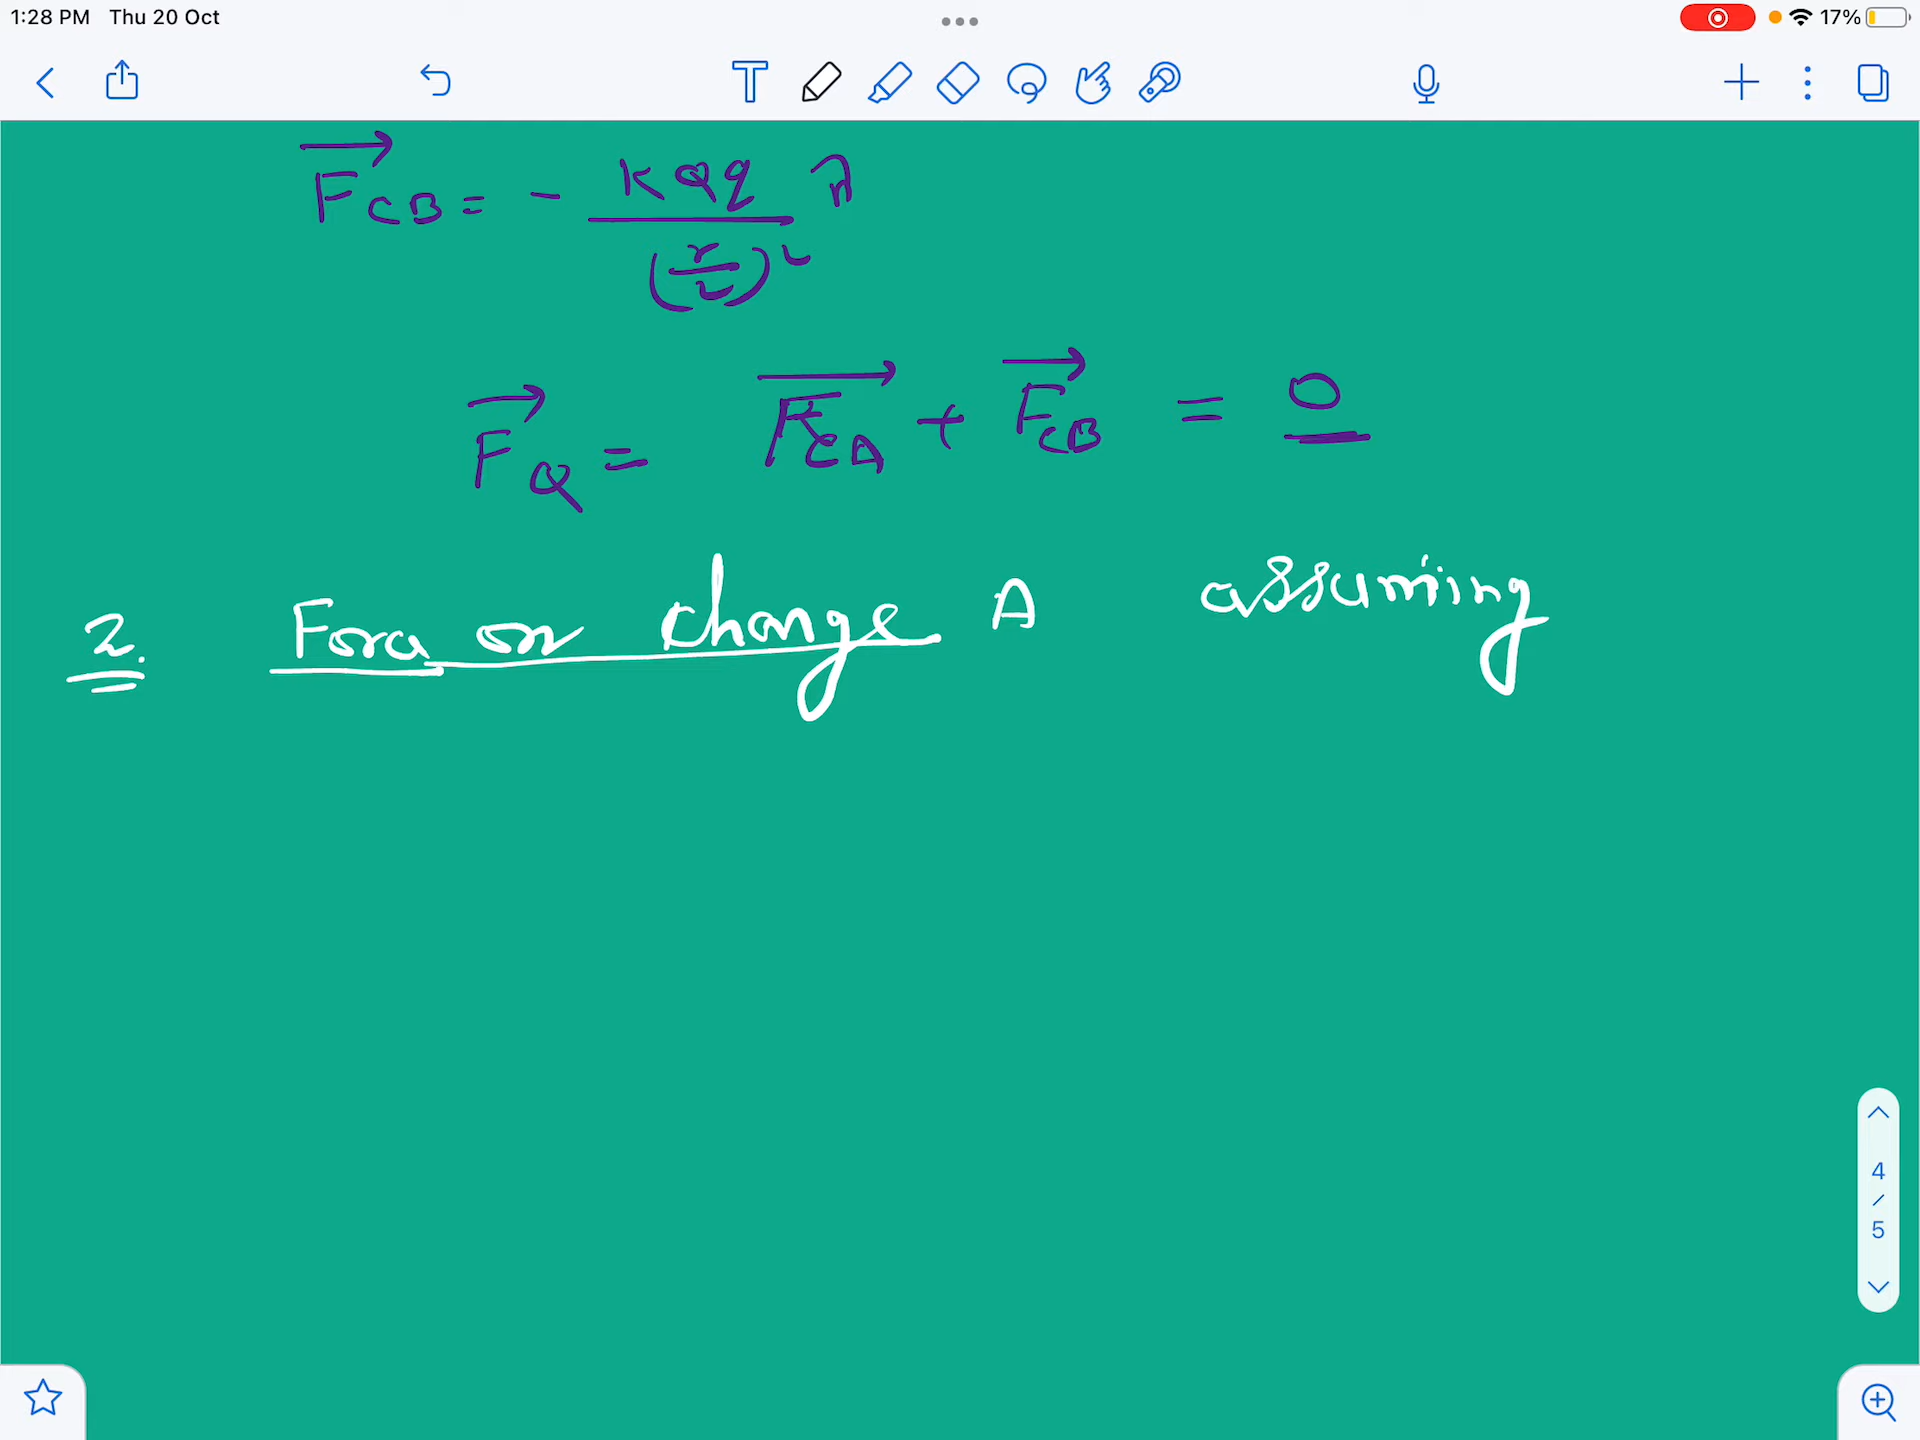 1:28 PM Thu 20 Oct 17%
T
F⃗CB = - KQq/(r/2)² r̂
F⃗Q = F⃗CA + F⃗CB = 0
2. Force on charge A assuming
4
/
5